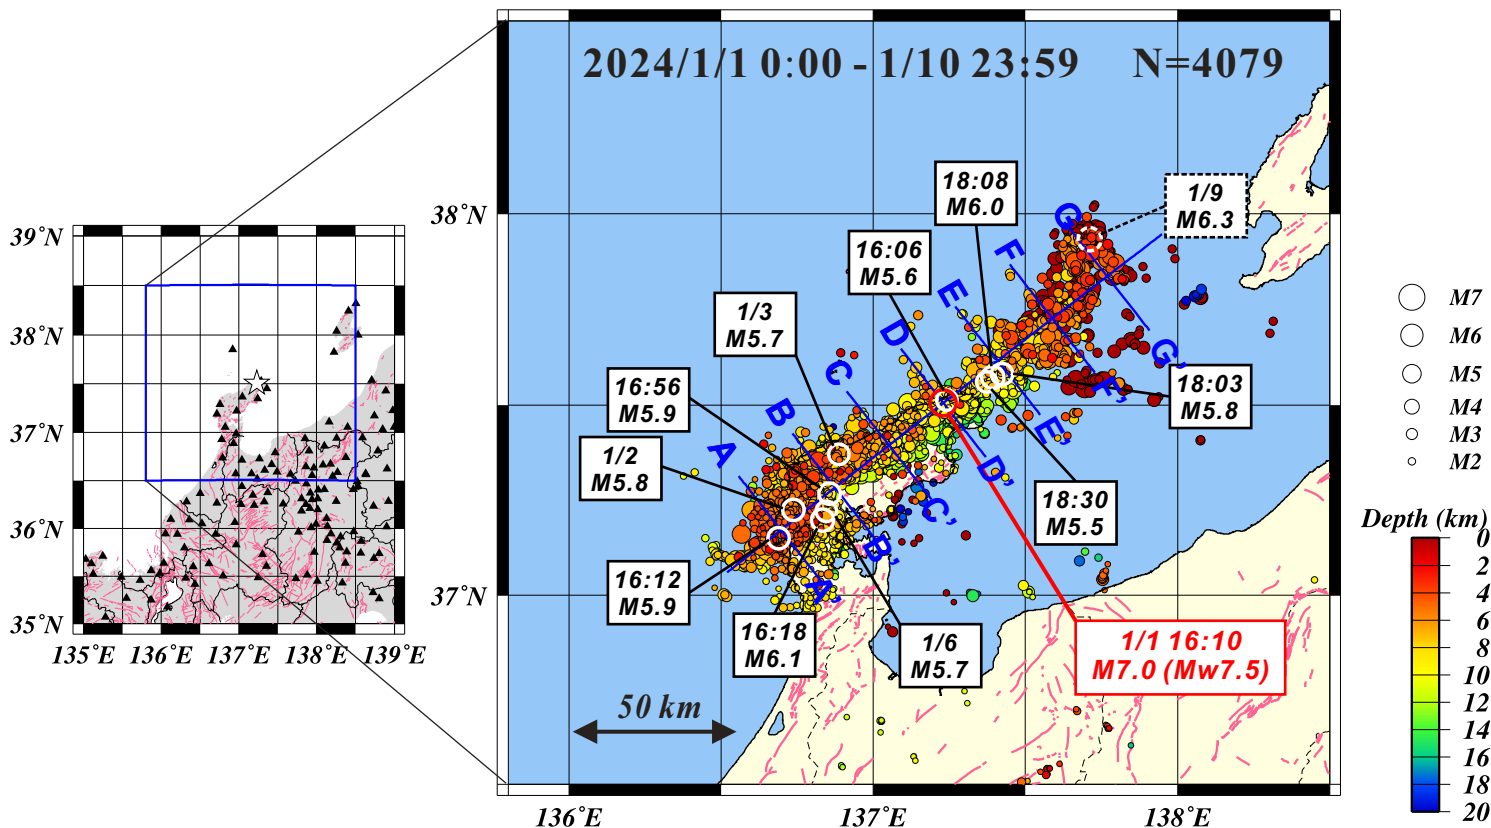 2024/1/1 0:00 - 1/10 23:59 N=4079
18:08
M6.0
1/9
M6.3
16:06
M5.6
1/3
M5.7
16:56
M5.9
1/2
M5.8
16:12
M5.9
16:18
M6.1
1/6
M5.7
18:03
M5.8
18:30
M5.5
1/1 16:10
M7.0 (Mw7.5)
A
B
C
D
E
F
G
A'
B'
C'
D'
E'
F'
G'
50 km
38°N
37°N
136°E
137°E
138°E
39°N
38°N
37°N
36°N
35°N
135°E
136°E
137°E
138°E
139°E
M7
M6
M5
M4
M3
M2
Depth (km)
0
2
4
6
8
10
12
14
16
18
20